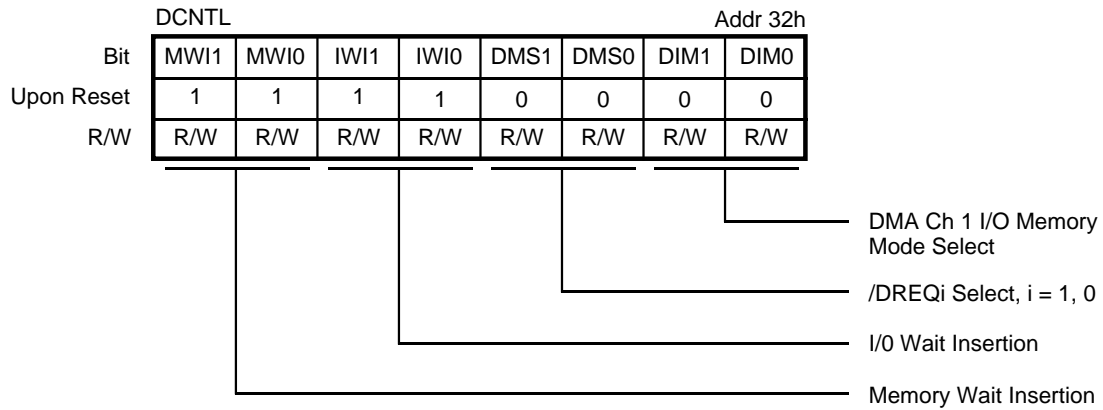 DCNTL Addr 32h
Bit MWI1 MWI0 IWI1 IWI0 DMS1 DMS0 DIM1 DIM0
Upon Reset 1 1 1 1 0 0 0 0
R/W R/W R/W R/W R/W R/W R/W R/W R/W
DMA Ch 1 I/O Memory
Mode Select
/DREQi Select, i = 1, 0
I/0 Wait Insertion
Memory Wait Insertion